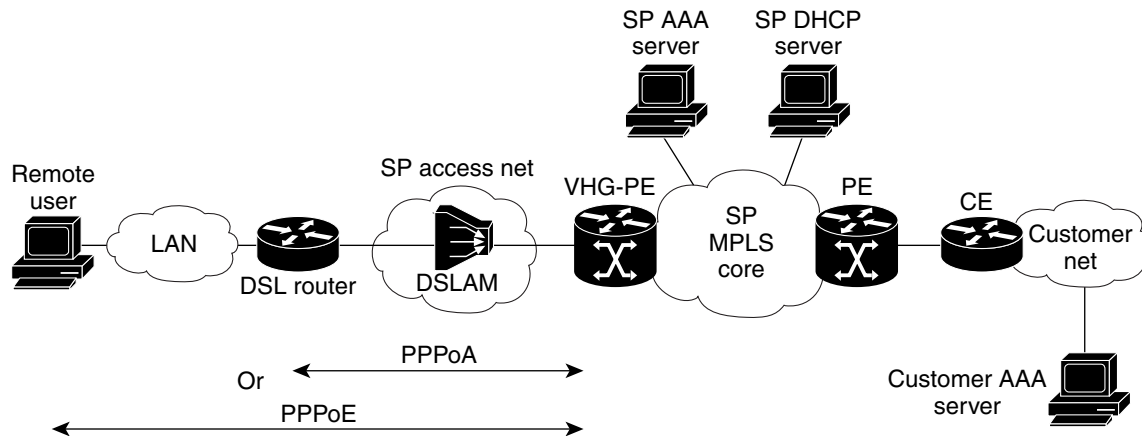 SP AAA
server
SP DHCP
server
Remote
user
SP access net
VHG-PE
PE
CE
LAN
SP
MPLS
core
Customer
net
DSL router
DSLAM
PPPoA
Or
PPPoE
Customer AAA
server